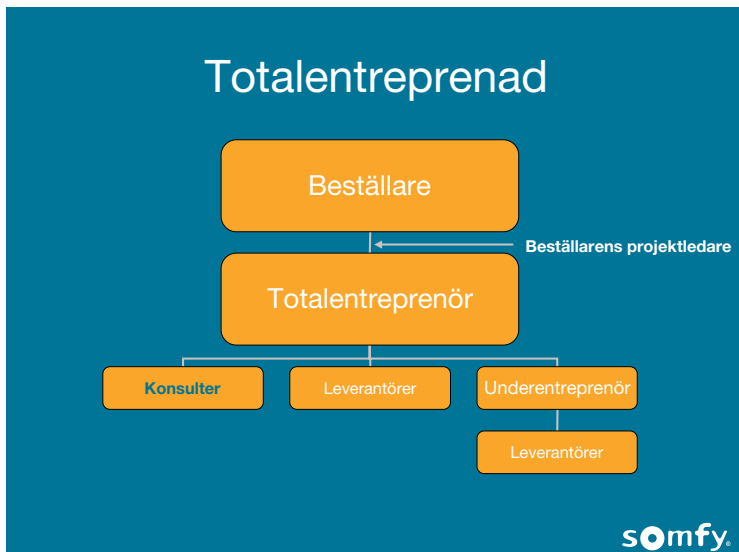 Totalentreprenad
Beställare
Beställarens projektledare
Totalentreprenör
Konsulter
Leverantörer
Underentreprenör
Leverantörer
somfy®